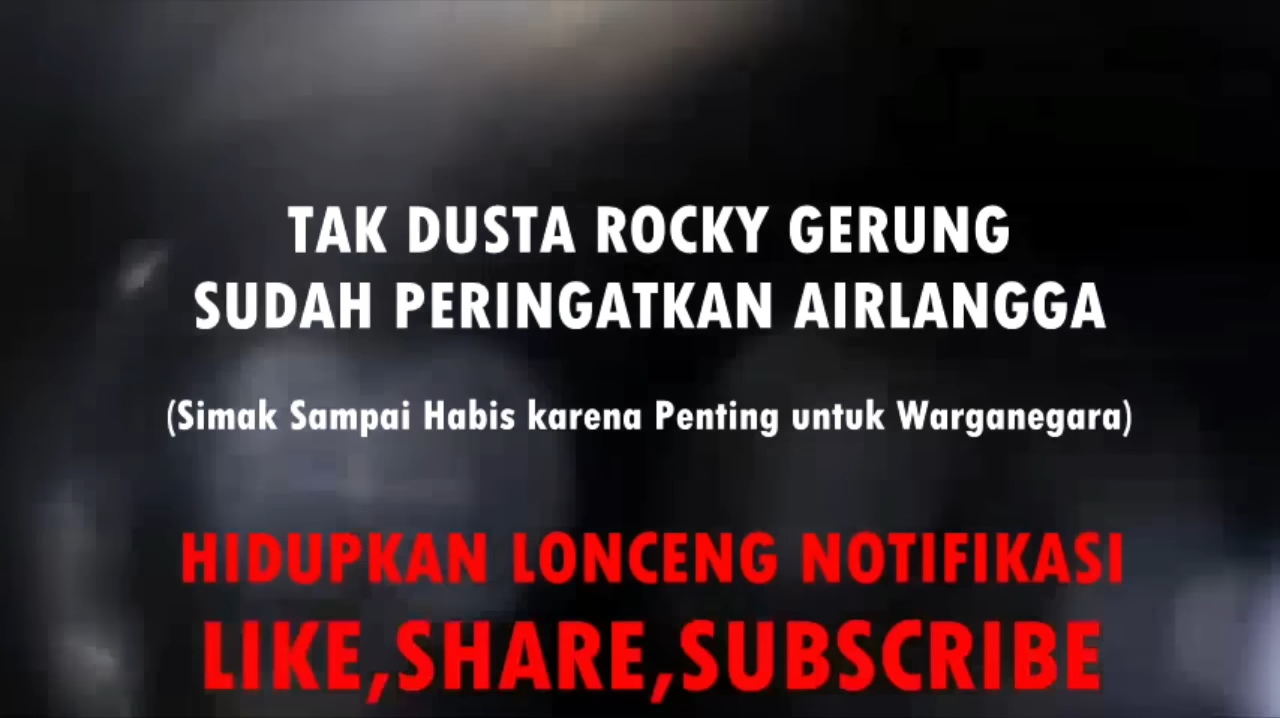 TAK DUSTA ROCKY GERUNG
SUDAH PERINGATKAN AIRLANGGA
(Simak Sampai Habis karena Penting untuk Warganegara)
HIDUPKAN LONCENG NOTIFIKASI
LIKE,SHARE,SUBSCRIBE